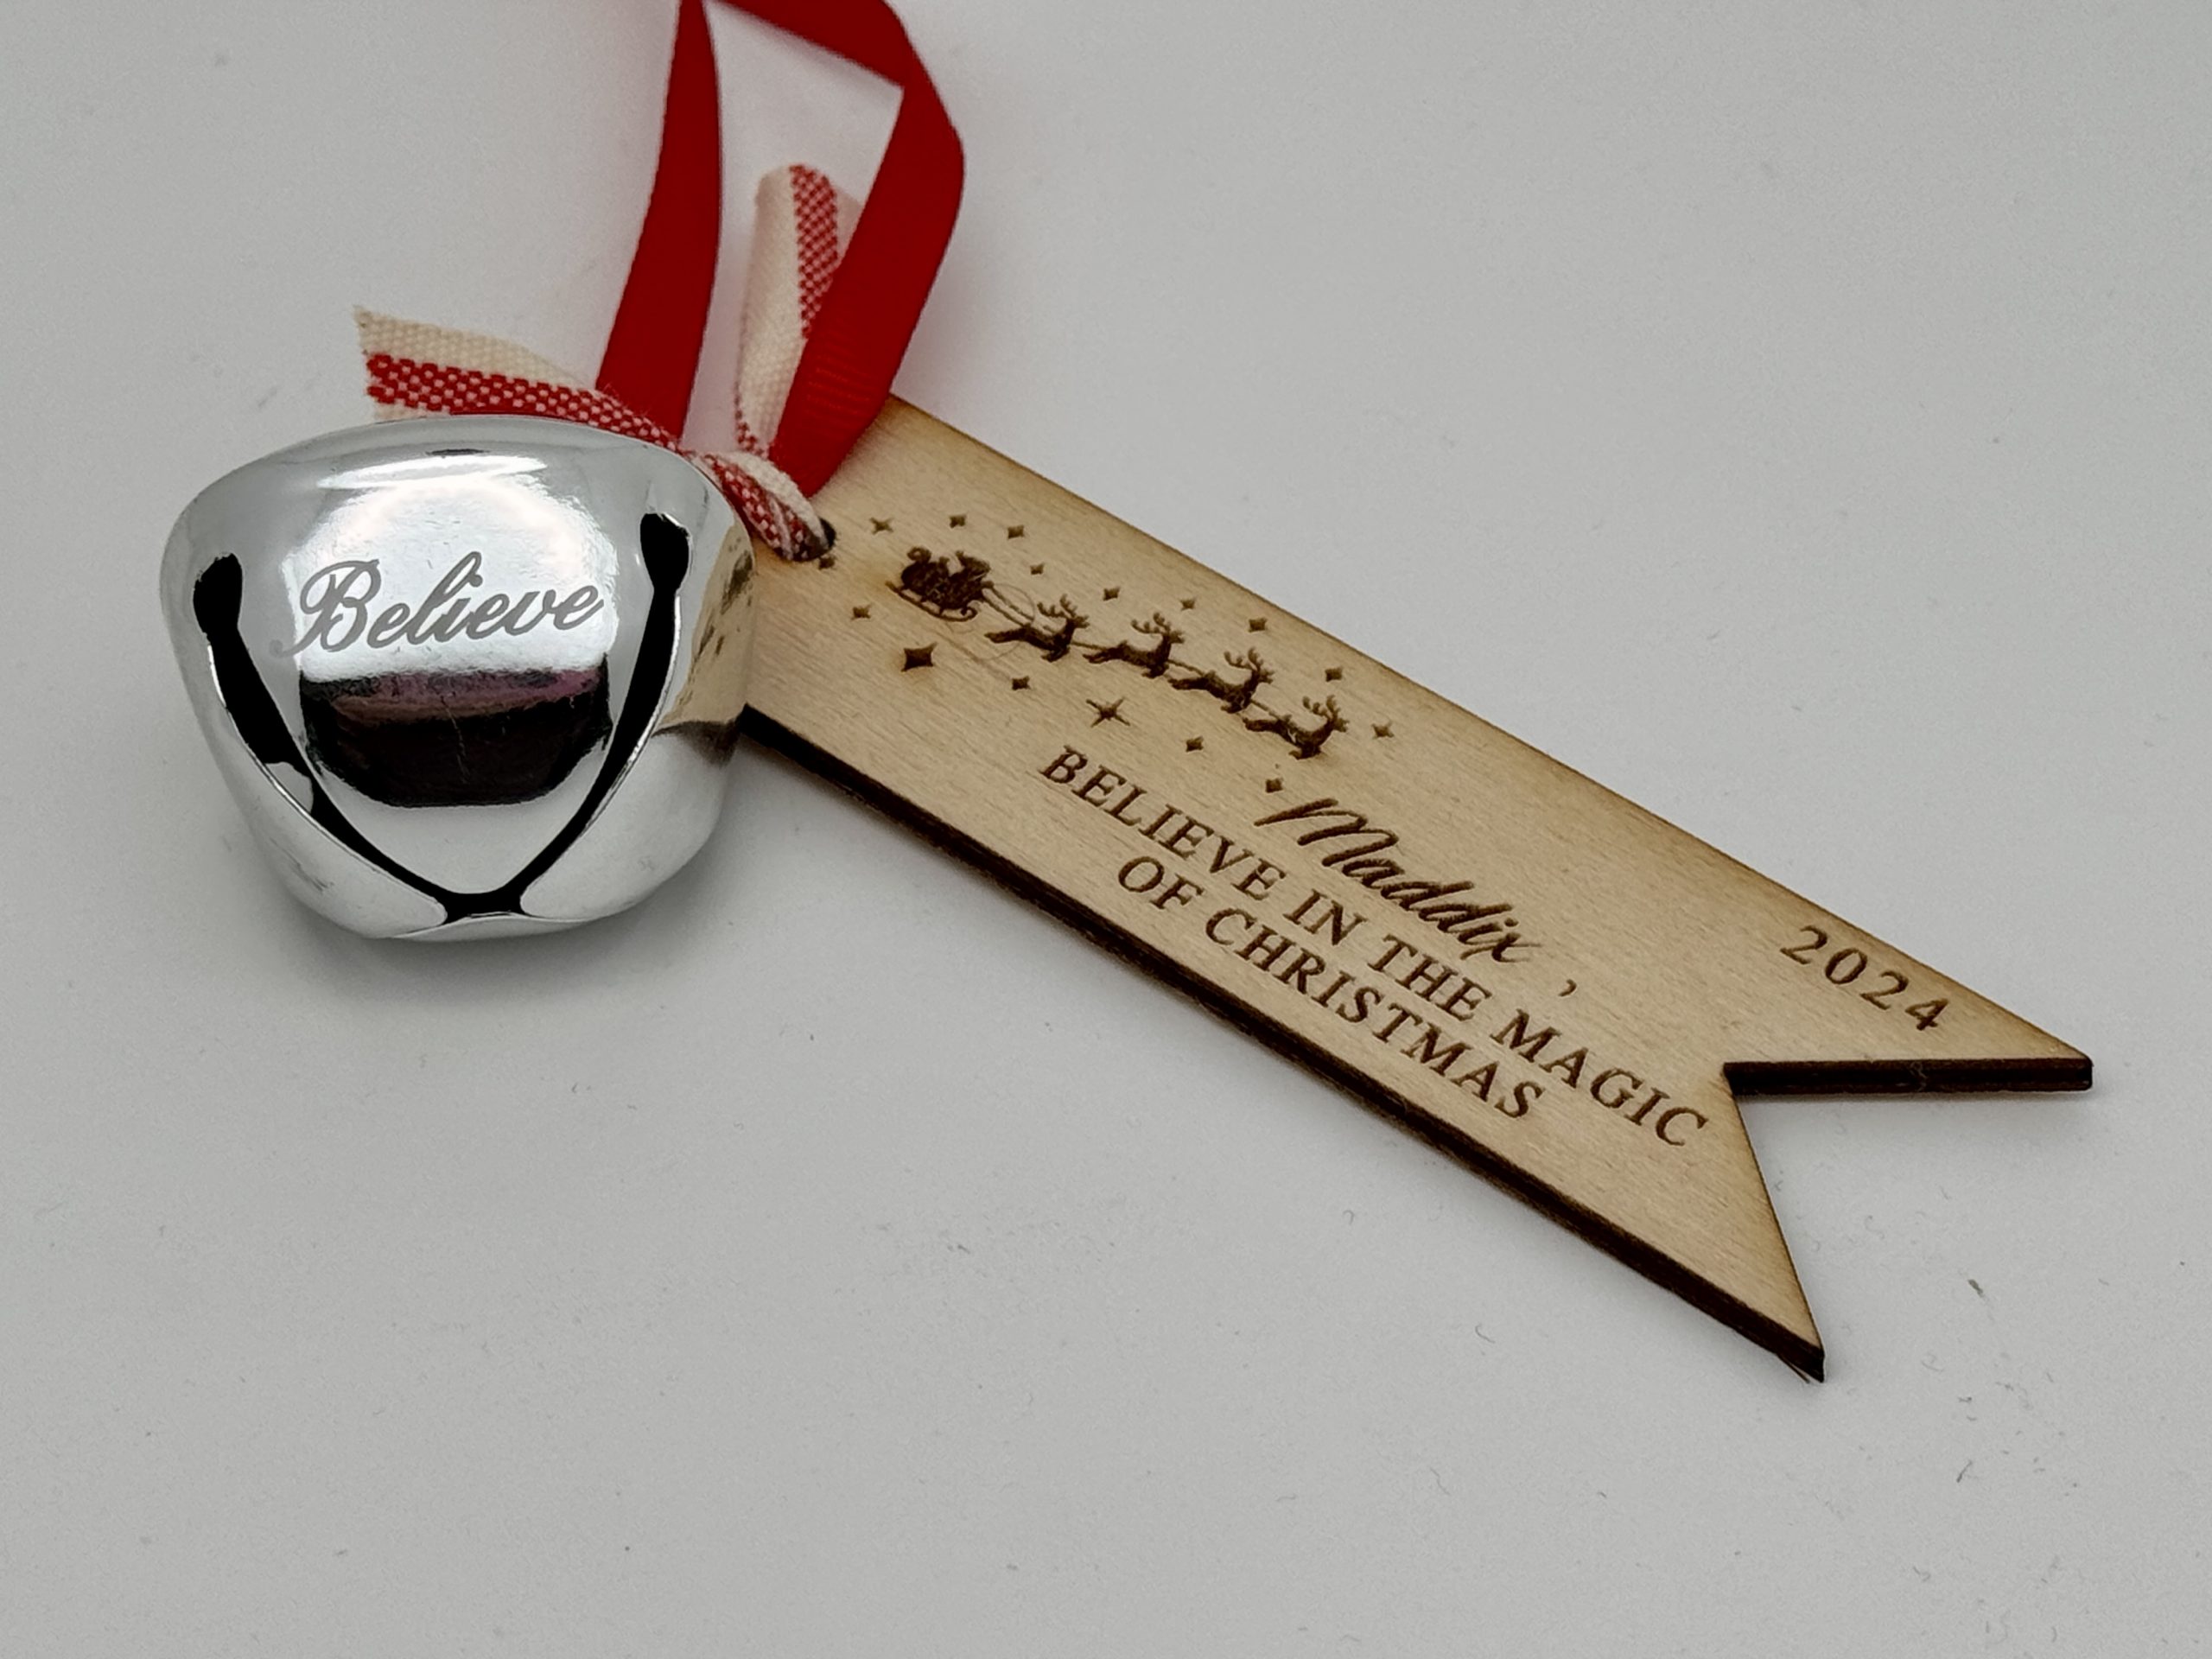 Believe
Maddix ,
BELIEVE IN THE MAGIC
OF CHRISTMAS
2024